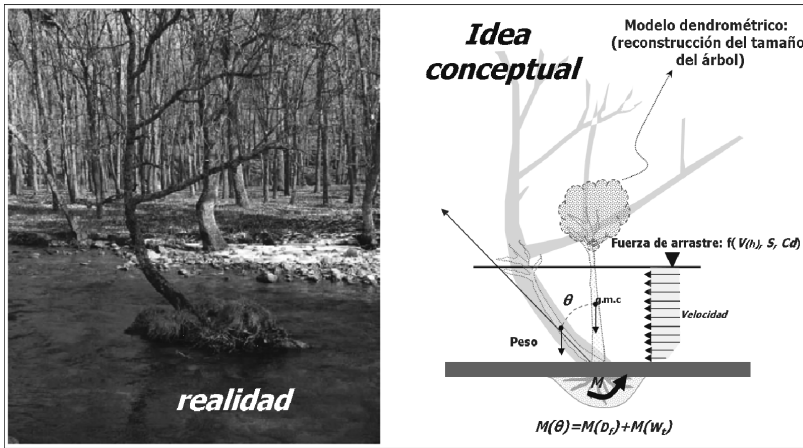 realidad
Idea
conceptual
Modelo dendrométrico:
(reconstrucción del tamaño
del árbol)
Fuerza de arrastre: f(V(h), S, Cd)
θ
g.m.c
Velocidad
Peso
M
M(θ)=M(Dr)+M(Wt)